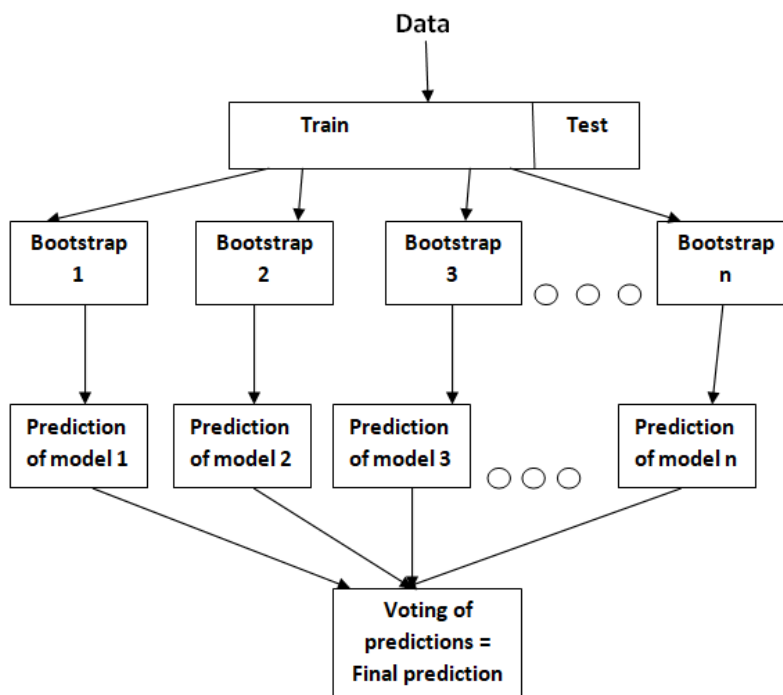 Data
Train
Test
Bootstrap
1
Bootstrap
2
Bootstrap
3
Bootstrap
n
Prediction
of model 1
Prediction
of model 2
Prediction
of model 3
Prediction
of model n
Voting of
predictions =
Final prediction